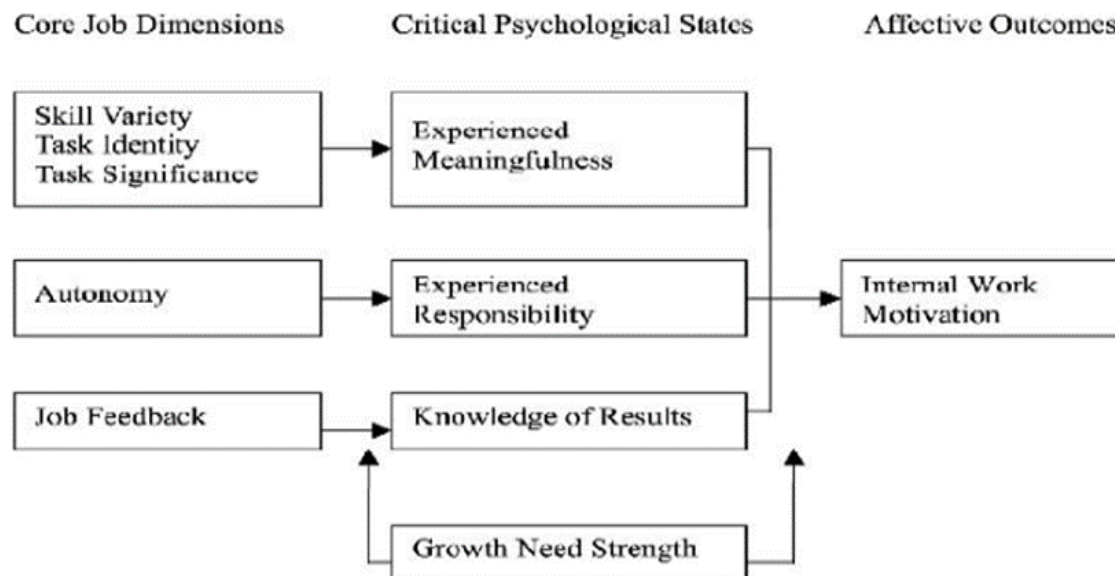 Core Job Dimensions
Critical Psychological States
Affective Outcomes
Skill Variety
Task Identity
Task Significance
Experienced
Meaningfulness
Autonomy
Experienced
Responsibility
Internal Work
Motivation
Job Feedback
Knowledge of Results
Growth Need Strength